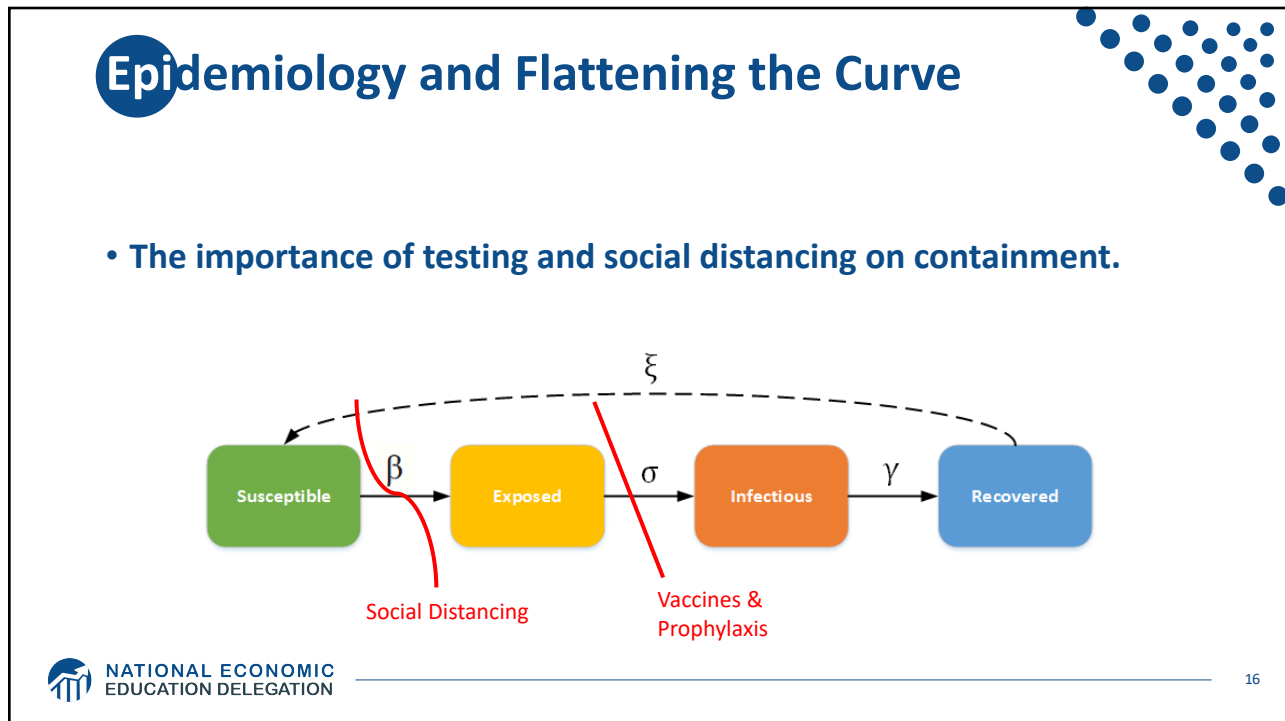 Epidemiology and Flattening the Curve
• The importance of testing and social distancing on containment.
ξ
β
σ
γ
Susceptible
Exposed
Infectious
Recovered
Social Distancing
Vaccines &
Prophylaxis
NATIONAL ECONOMIC
EDUCATION DELEGATION
16